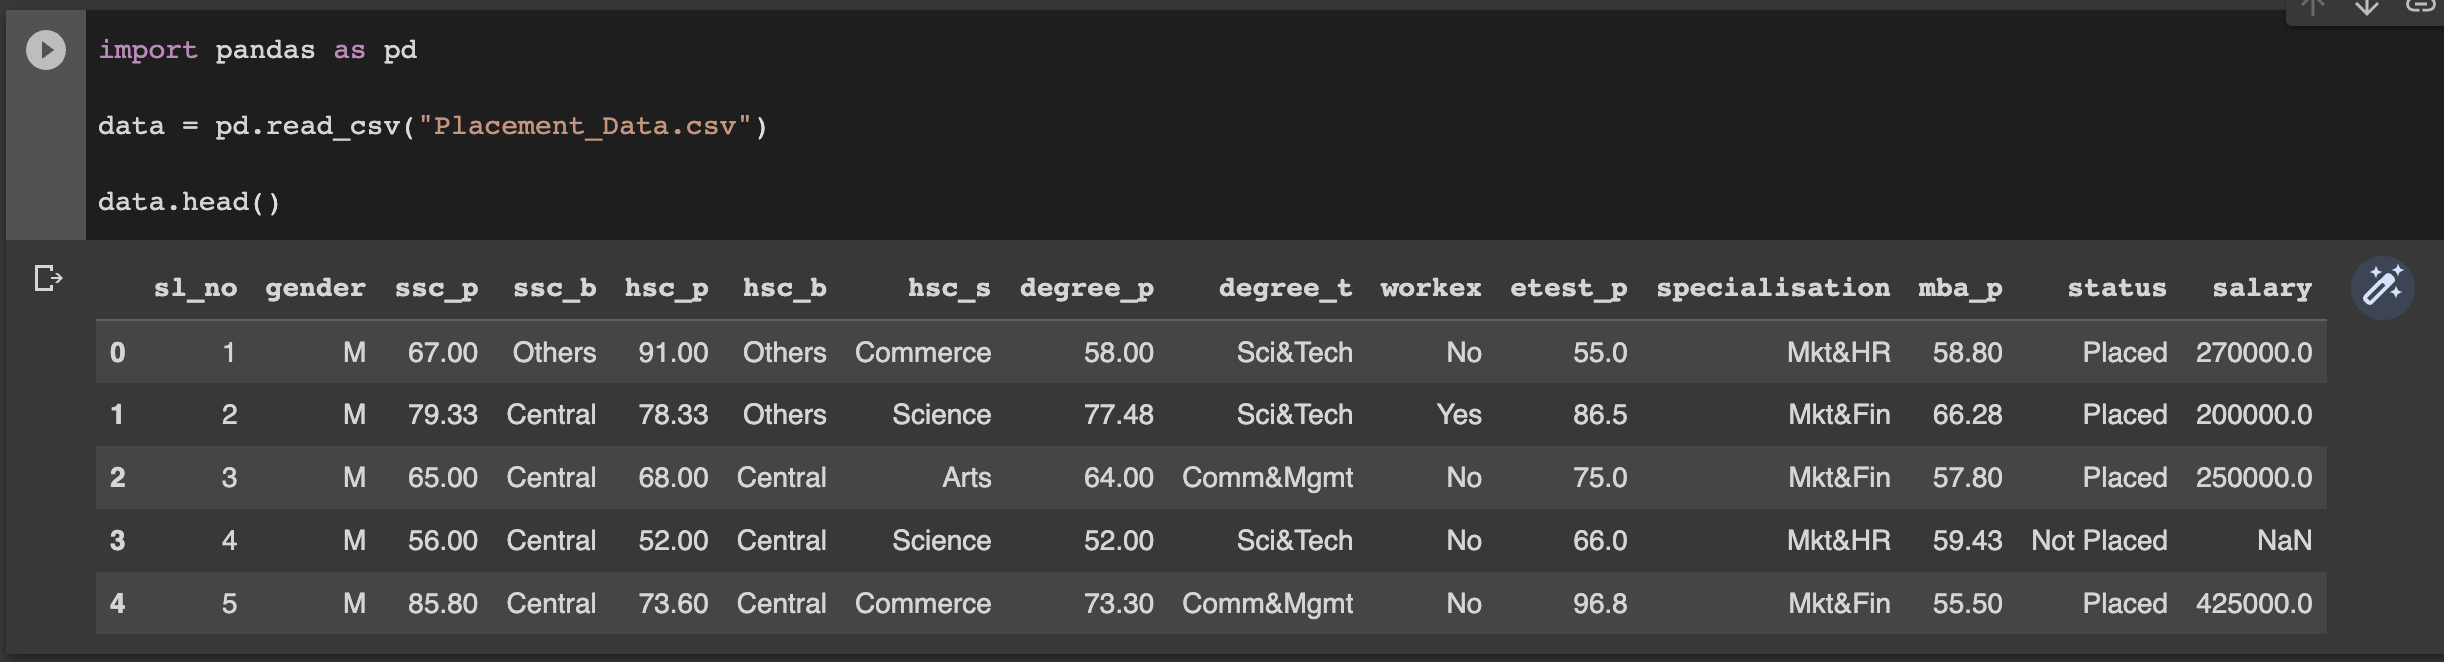 import pandas as pd
data = pd.read_csv("Placement_Data.csv")
data.head()
sl_no gender ssc_p ssc_b hsc_p hsc_b hsc_s degree_p degree_t workex etest_p specialisation mba_p status salary
0 1 M 67.00 Others 91.00 Others Commerce 58.00 Sci&Tech No 55.0 Mkt&HR 58.80 Placed 270000.0
1 2 M 79.33 Central 78.33 Others Science 77.48 Sci&Tech Yes 86.5 Mkt&Fin 66.28 Placed 200000.0
2 3 M 65.00 Central 68.00 Central Arts 64.00 Comm&Mgmt No 75.0 Mkt&Fin 57.80 Placed 250000.0
3 4 M 56.00 Central 52.00 Central Science 52.00 Sci&Tech No 66.0 Mkt&HR 59.43 Not Placed NaN
4 5 M 85.80 Central 73.60 Central Commerce 73.30 Comm&Mgmt No 96.8 Mkt&Fin 55.50 Placed 425000.0